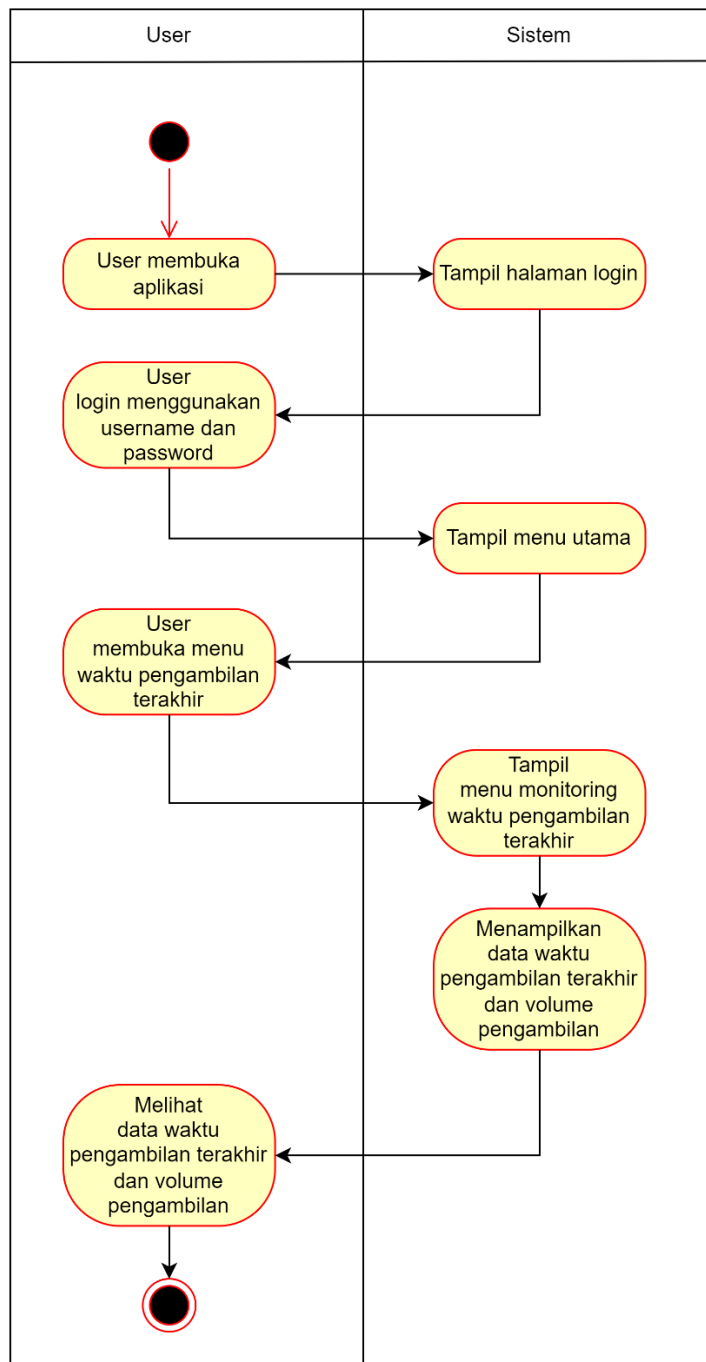 User
Sistem
User membuka
aplikasi
Tampil halaman login
User
login menggunakan
username dan
password
Tampil menu utama
User
membuka menu
waktu pengambilan
terakhir
Tampil
menu monitoring
waktu pengambilan
terakhir
Menampilkan
data waktu
pengambilan terakhir
dan volume
pengambilan
Melihat
data waktu
pengambilan terakhir
dan volume
pengambilan